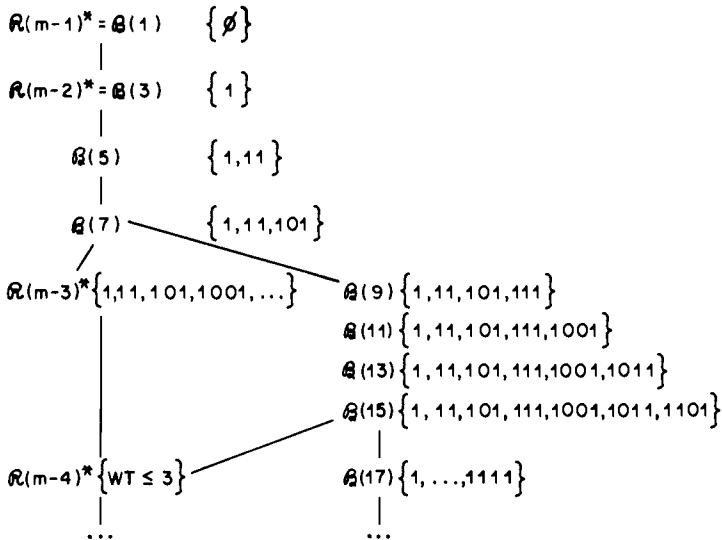 ℛ(m-1)* = ℬ(1) {∅}
ℛ(m-2)* = ℬ(3) {1}
ℬ(5) {1,11}
ℬ(7) {1,11,101}
ℛ(m-3)* {1,11,101,1001,...} ℬ(9) {1,11,101,111}
ℬ(11) {1,11,101,111,1001}
ℬ(13) {1,11,101,111,1001,1011}
ℬ(15) {1,11,101,111,1001,1011,1101}
ℛ(m-4)* {WT ≤ 3} ℬ(17) {1,...,1111}
... ...